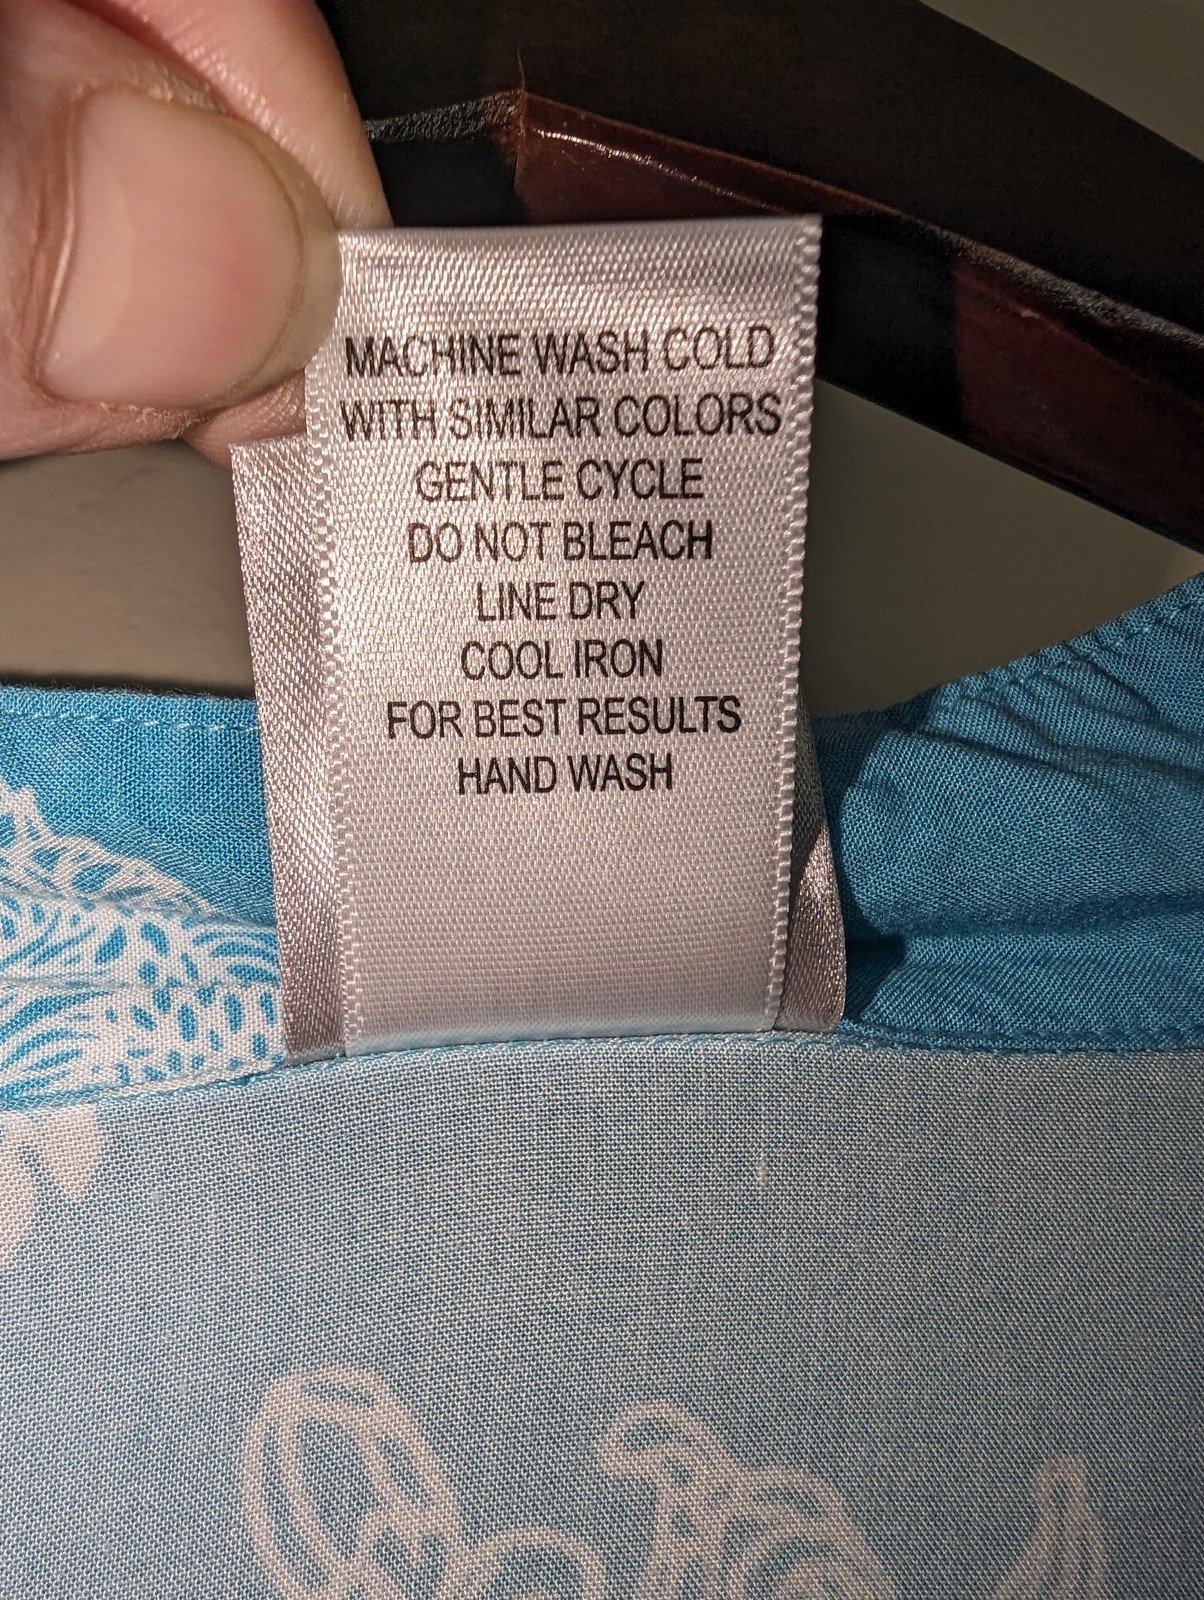 MACHINE WASH COLD
WITH SIMILAR COLORS
GENTLE CYCLE
DO NOT BLEACH
LINE DRY
COOL IRON
FOR BEST RESULTS
HAND WASH